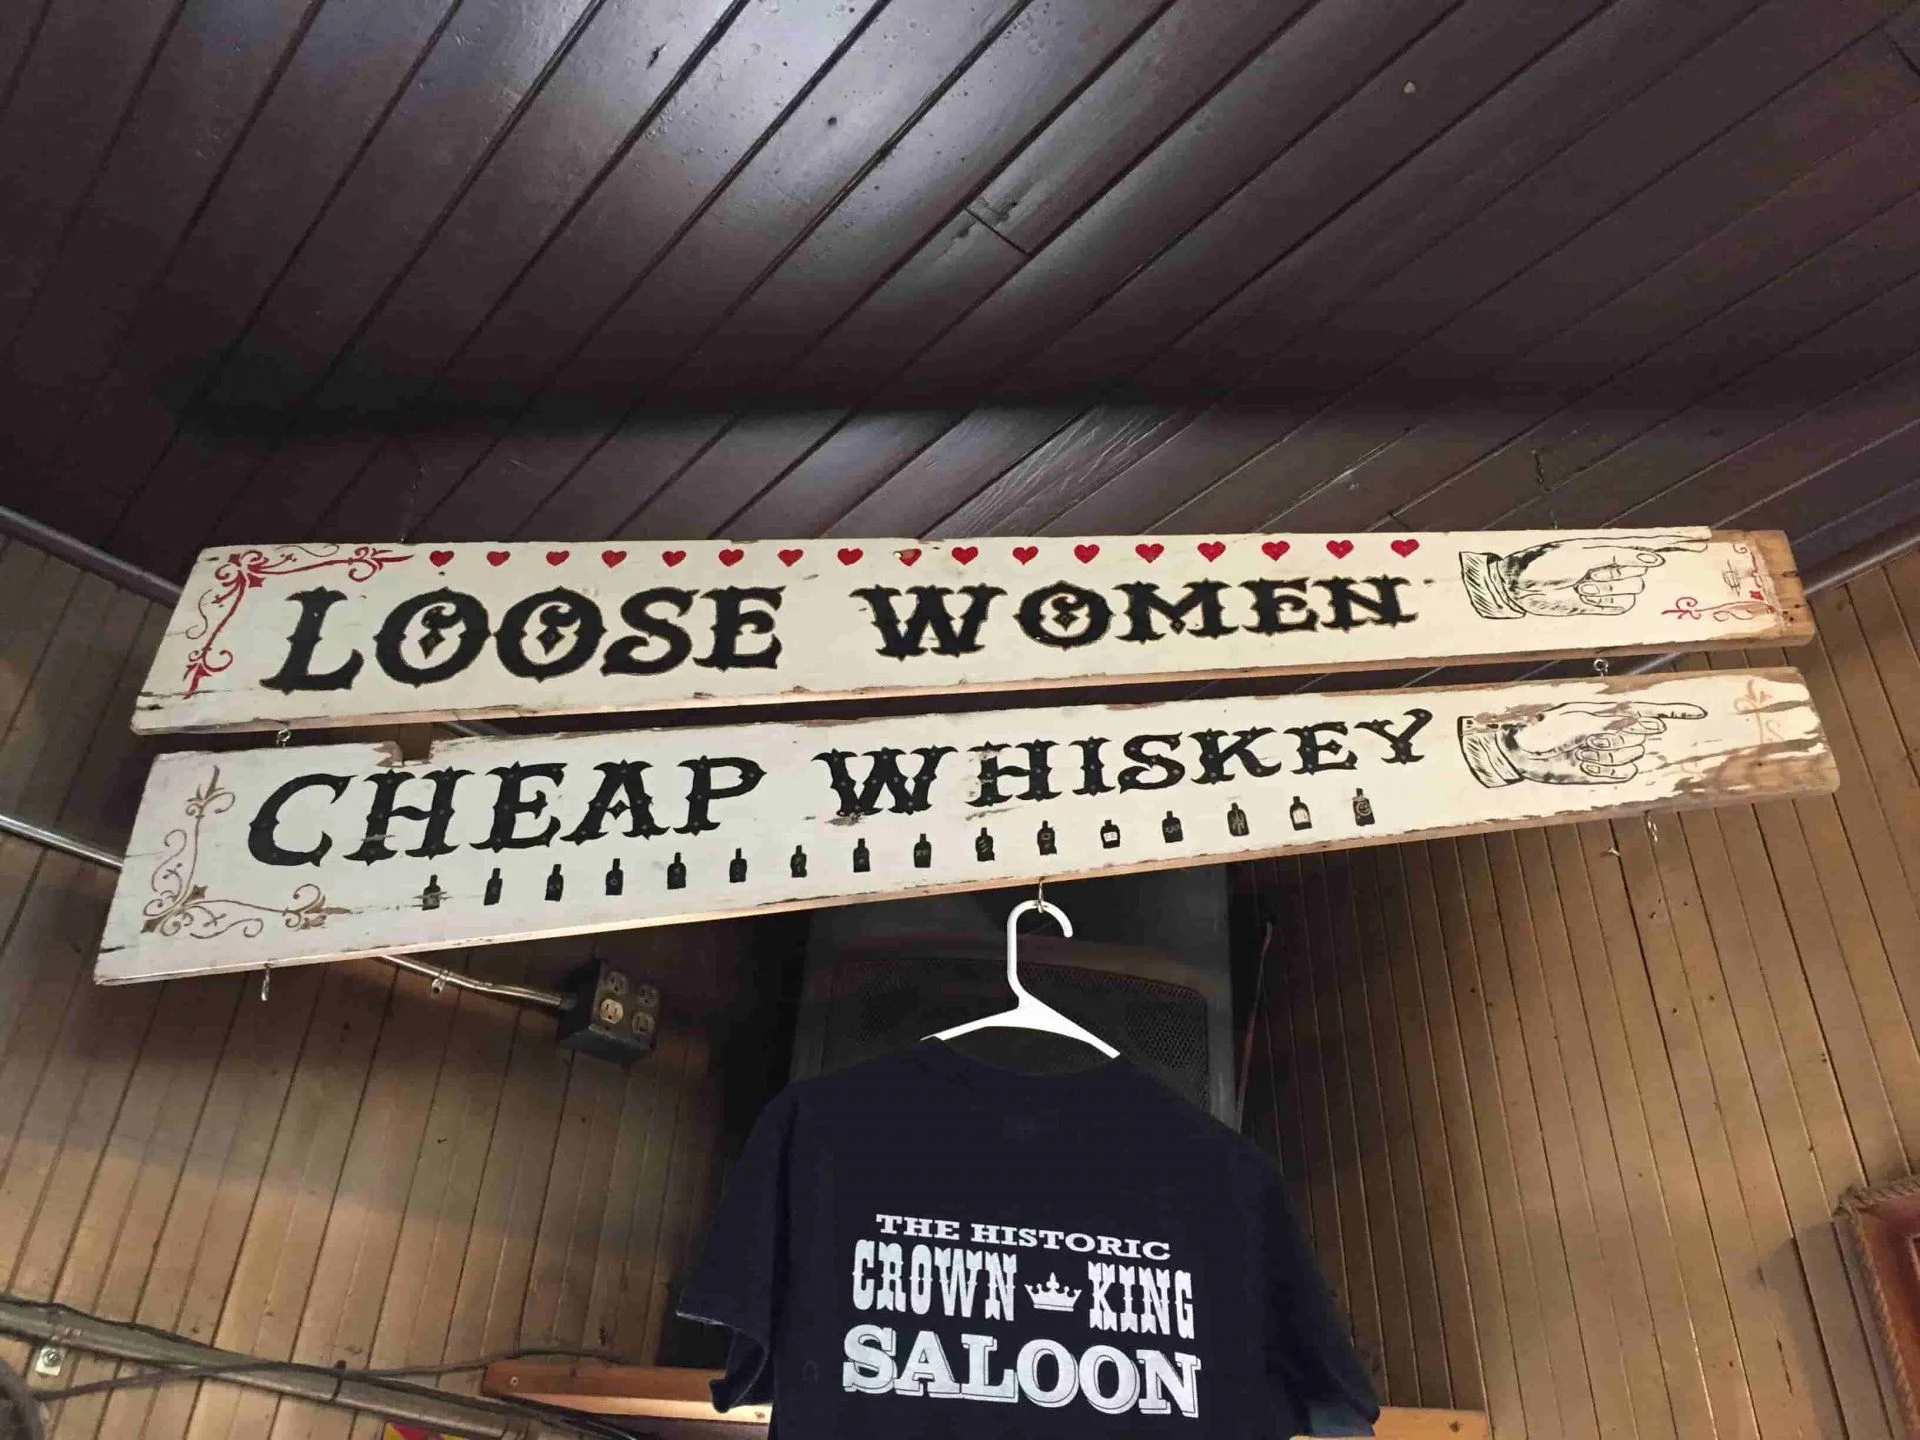 LOOSE WOMEN
CHEAP WHISKEY
THE HISTORIC
CROWN KING
SALOON